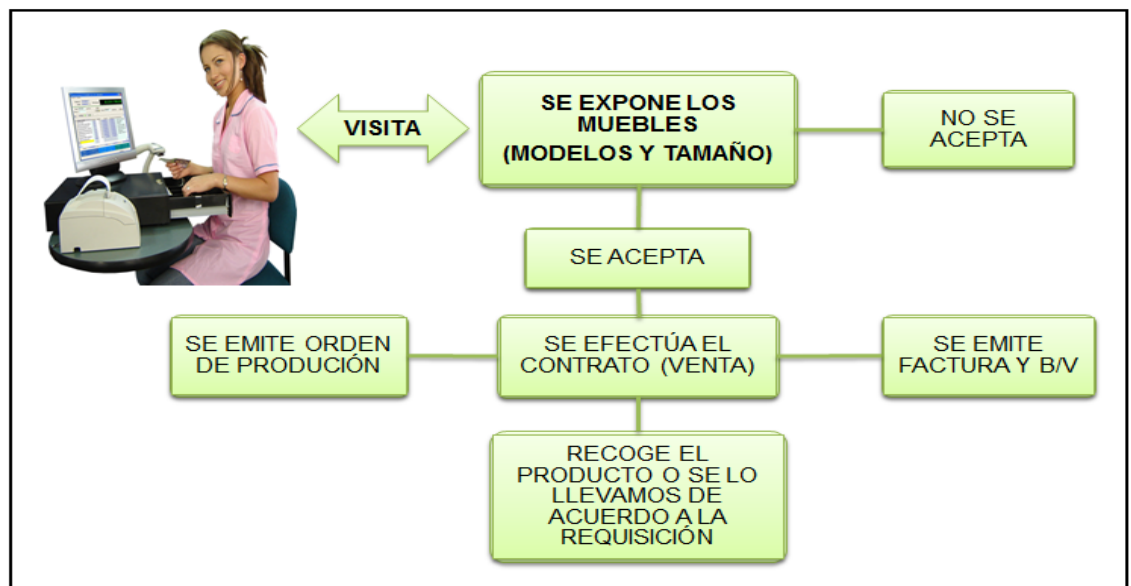 VISITA
SE EXPONE LOS
MUEBLES
(MODELOS Y TAMAÑO)
NO SE
ACEPTA
SE ACEPTA
SE EMITE ORDEN
DE PRODUCIÓN
SE EFECTÚA EL
CONTRATO (VENTA)
SE EMITE
FACTURA Y B/V
RECOGE EL
PRODUCTO O SE LO
LLEVAMOS DE
ACUERDO A LA
REQUISICIÓN